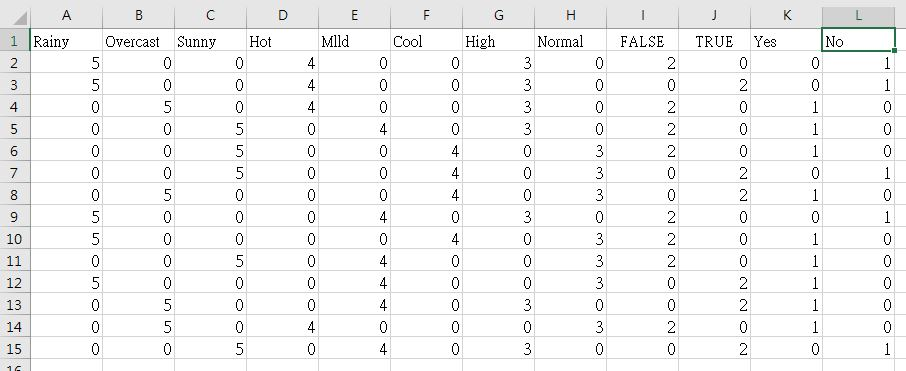 A B C D E F G H I J K L
1 Rainy Overcast Sunny Hot Mlld Cool High Normal FALSE TRUE Yes No
2 5 0 0 4 0 0 3 0 2 0 0 1
3 5 0 0 4 0 0 3 0 0 2 0 1
4 0 5 0 4 0 0 3 0 2 0 1 0
5 0 0 5 0 4 0 3 0 2 0 1 0
6 0 0 5 0 0 4 0 3 2 0 1 0
7 0 0 5 0 0 4 0 3 0 2 0 1
8 0 5 0 0 0 4 0 3 0 2 1 0
9 5 0 0 0 4 0 3 0 2 0 0 1
10 5 0 0 0 0 4 0 3 2 0 1 0
11 0 0 5 0 4 0 0 3 2 0 1 0
12 5 0 0 0 4 0 0 3 0 2 1 0
13 0 5 0 0 4 0 3 0 0 2 1 0
14 0 5 0 4 0 0 0 3 2 0 1 0
15 0 0 5 0 4 0 3 0 0 2 0 1